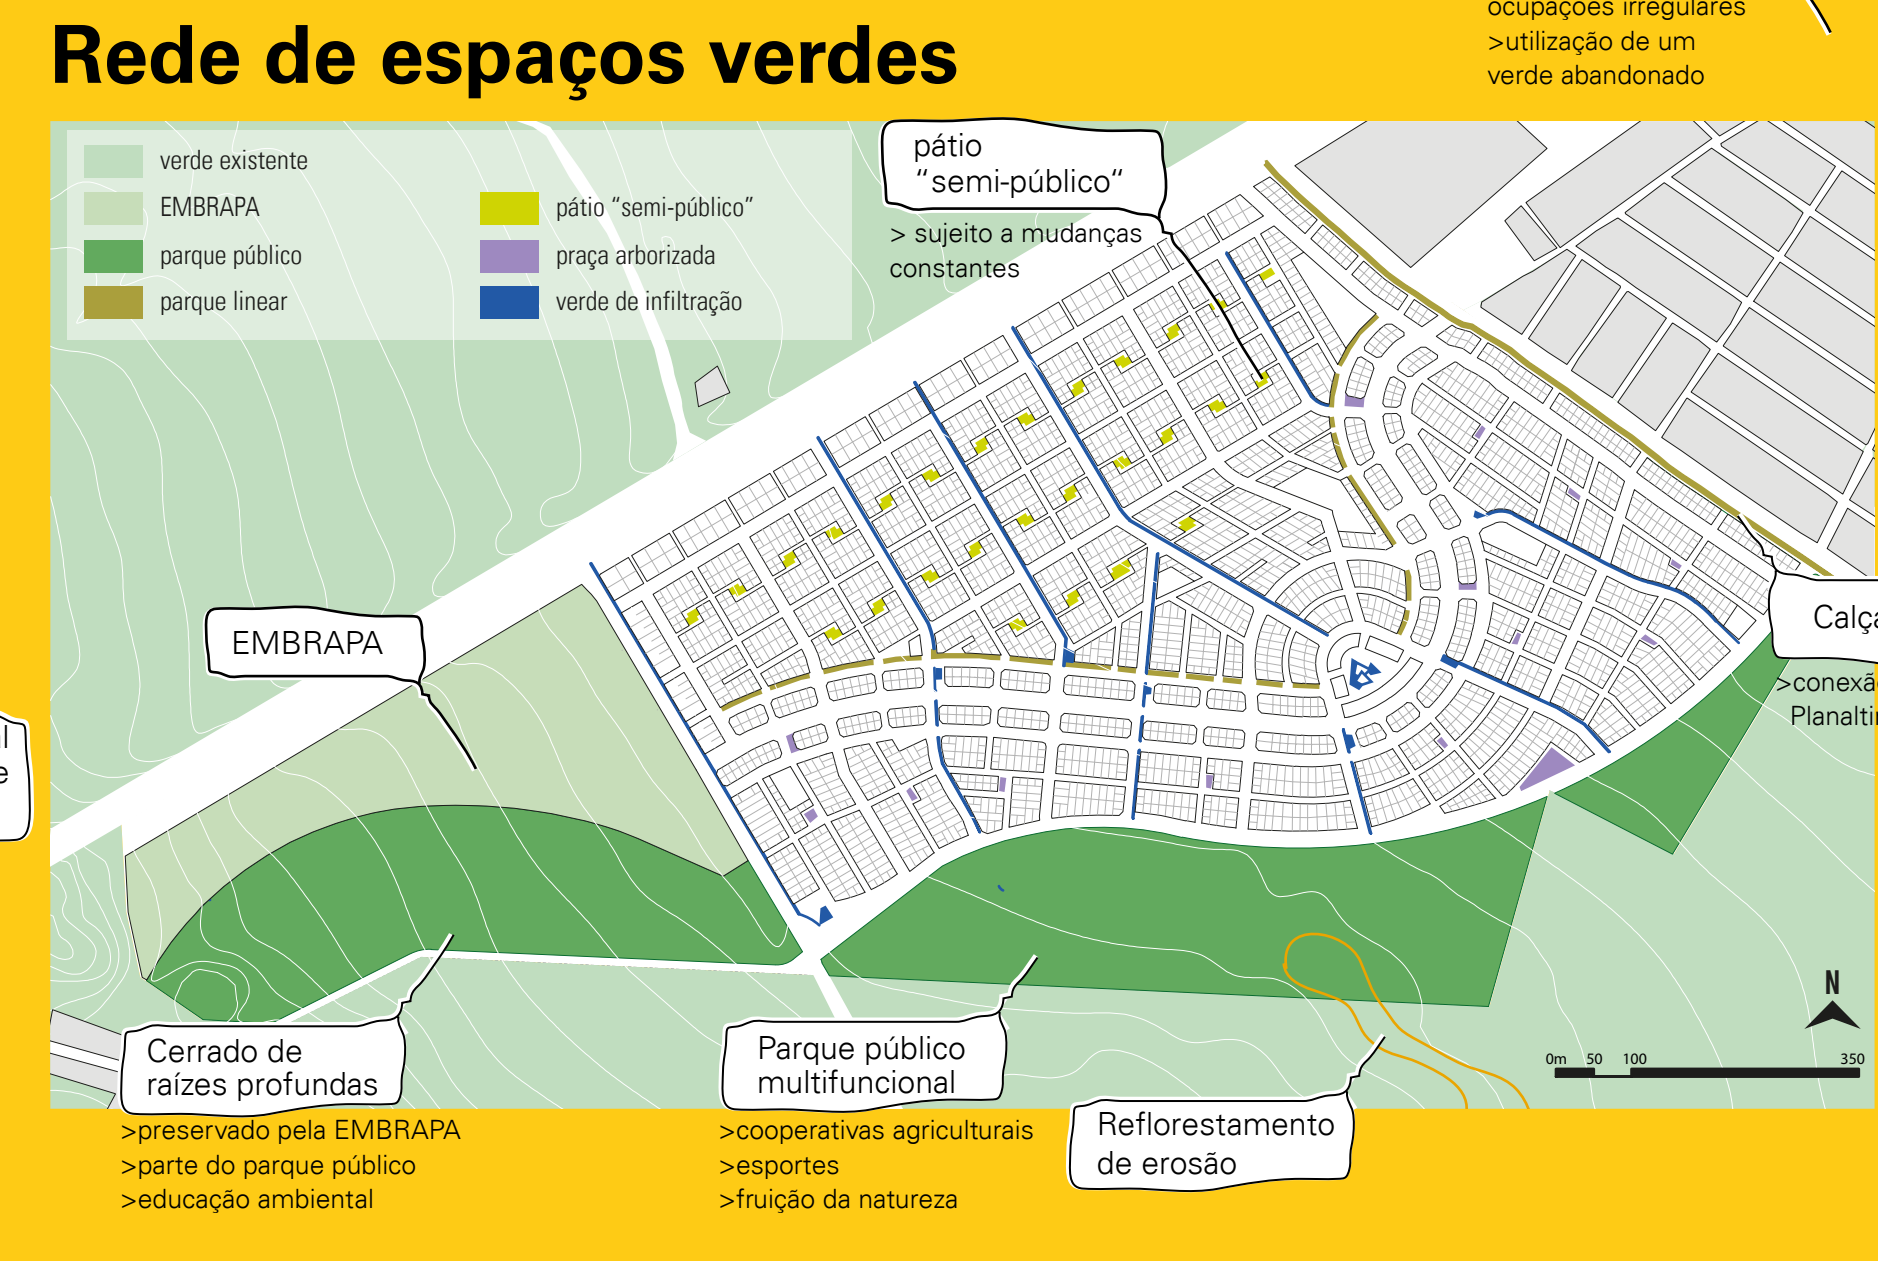 Rede de espaços verdes
ocupações irregulares
>utilização de um
verde abandonado
verde existente
EMBRAPA
parque público
parque linear
pátio “semi-público”
praça arborizada
verde de infiltração
pátio
“semi-público“
> sujeito a mudanças
constantes
EMBRAPA
Cerrado de
raízes profundas
>preservado pela EMBRAPA
>parte do parque público
>educação ambiental
Parque público
multifuncional
>cooperativas agriculturais
>esportes
>fruição da natureza
Reflorestamento
de erosão
N
0m 50 100 350